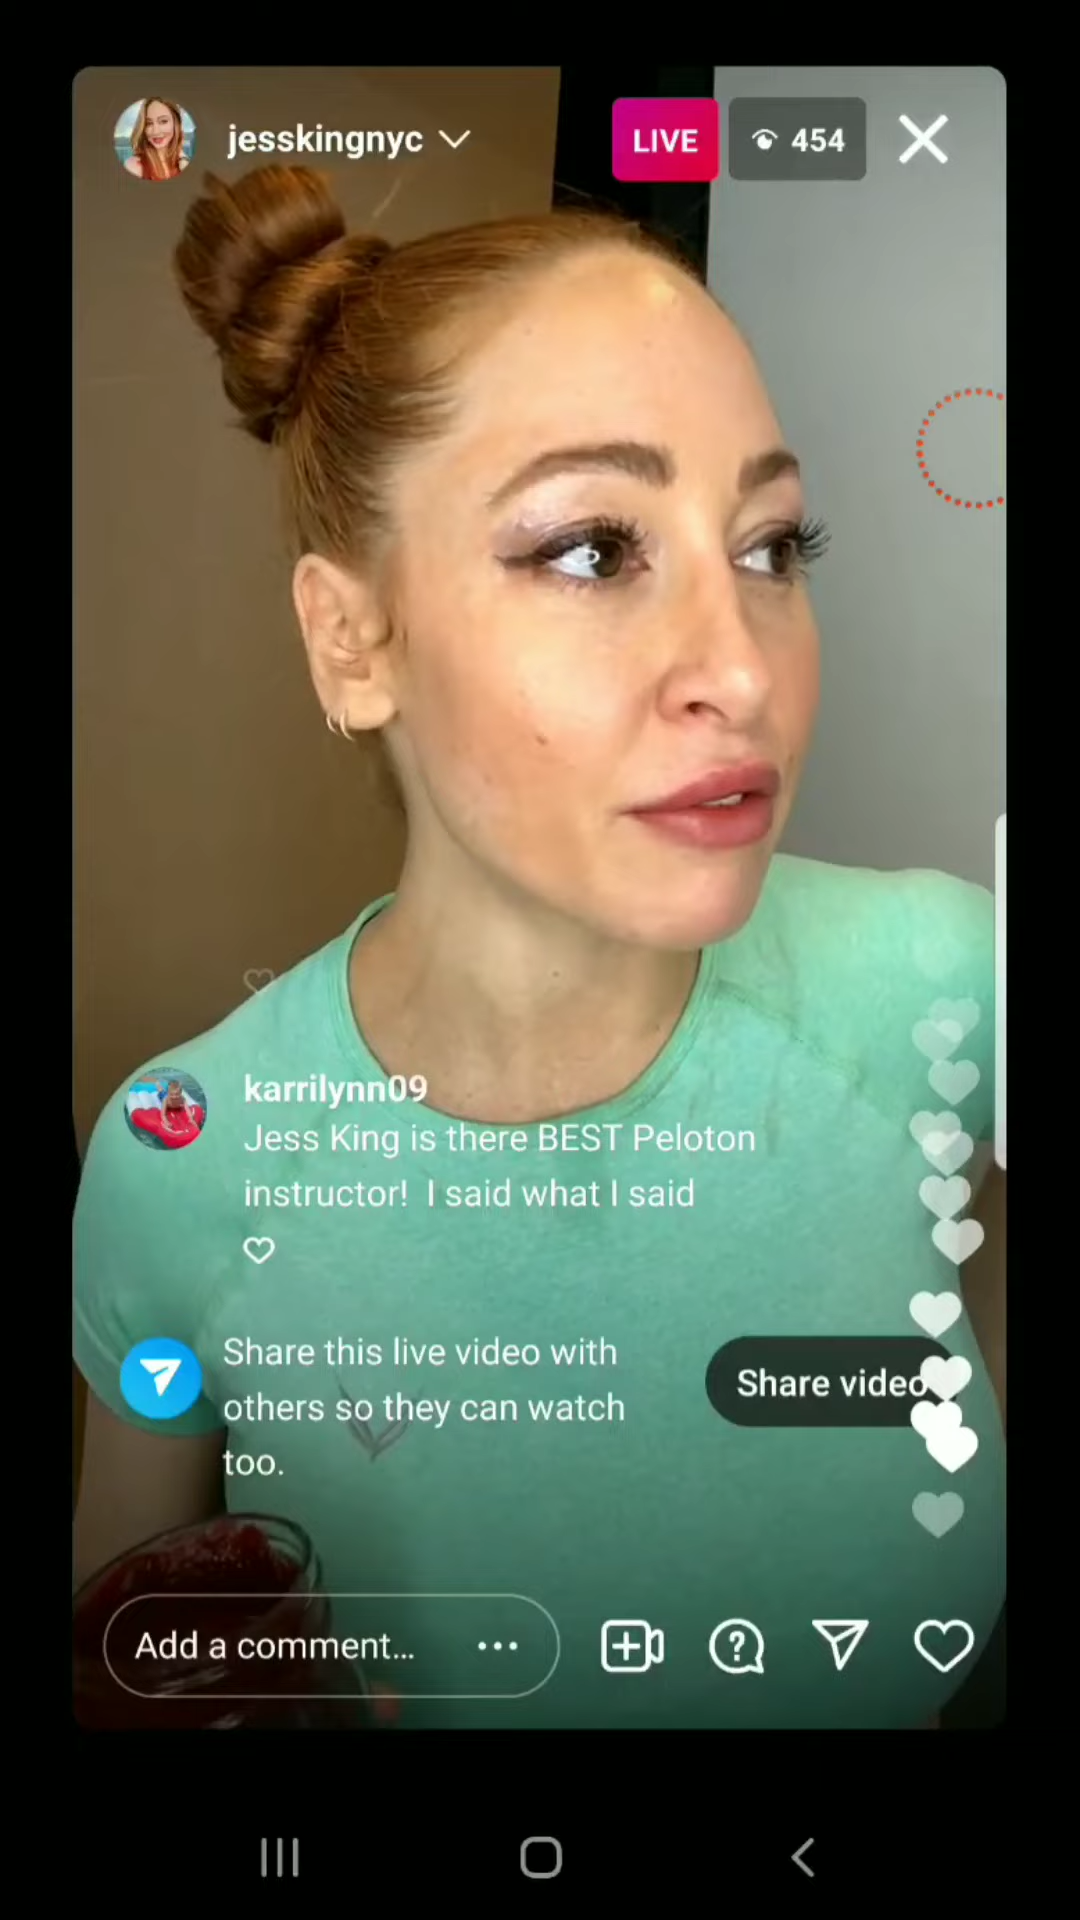 jesskingnyc
LIVE
454
karrilynn09
Jess King is there BEST Peloton
instructor!  I said what I said
Share this live video with
others so they can watch
too.
Share video
Add a comment...